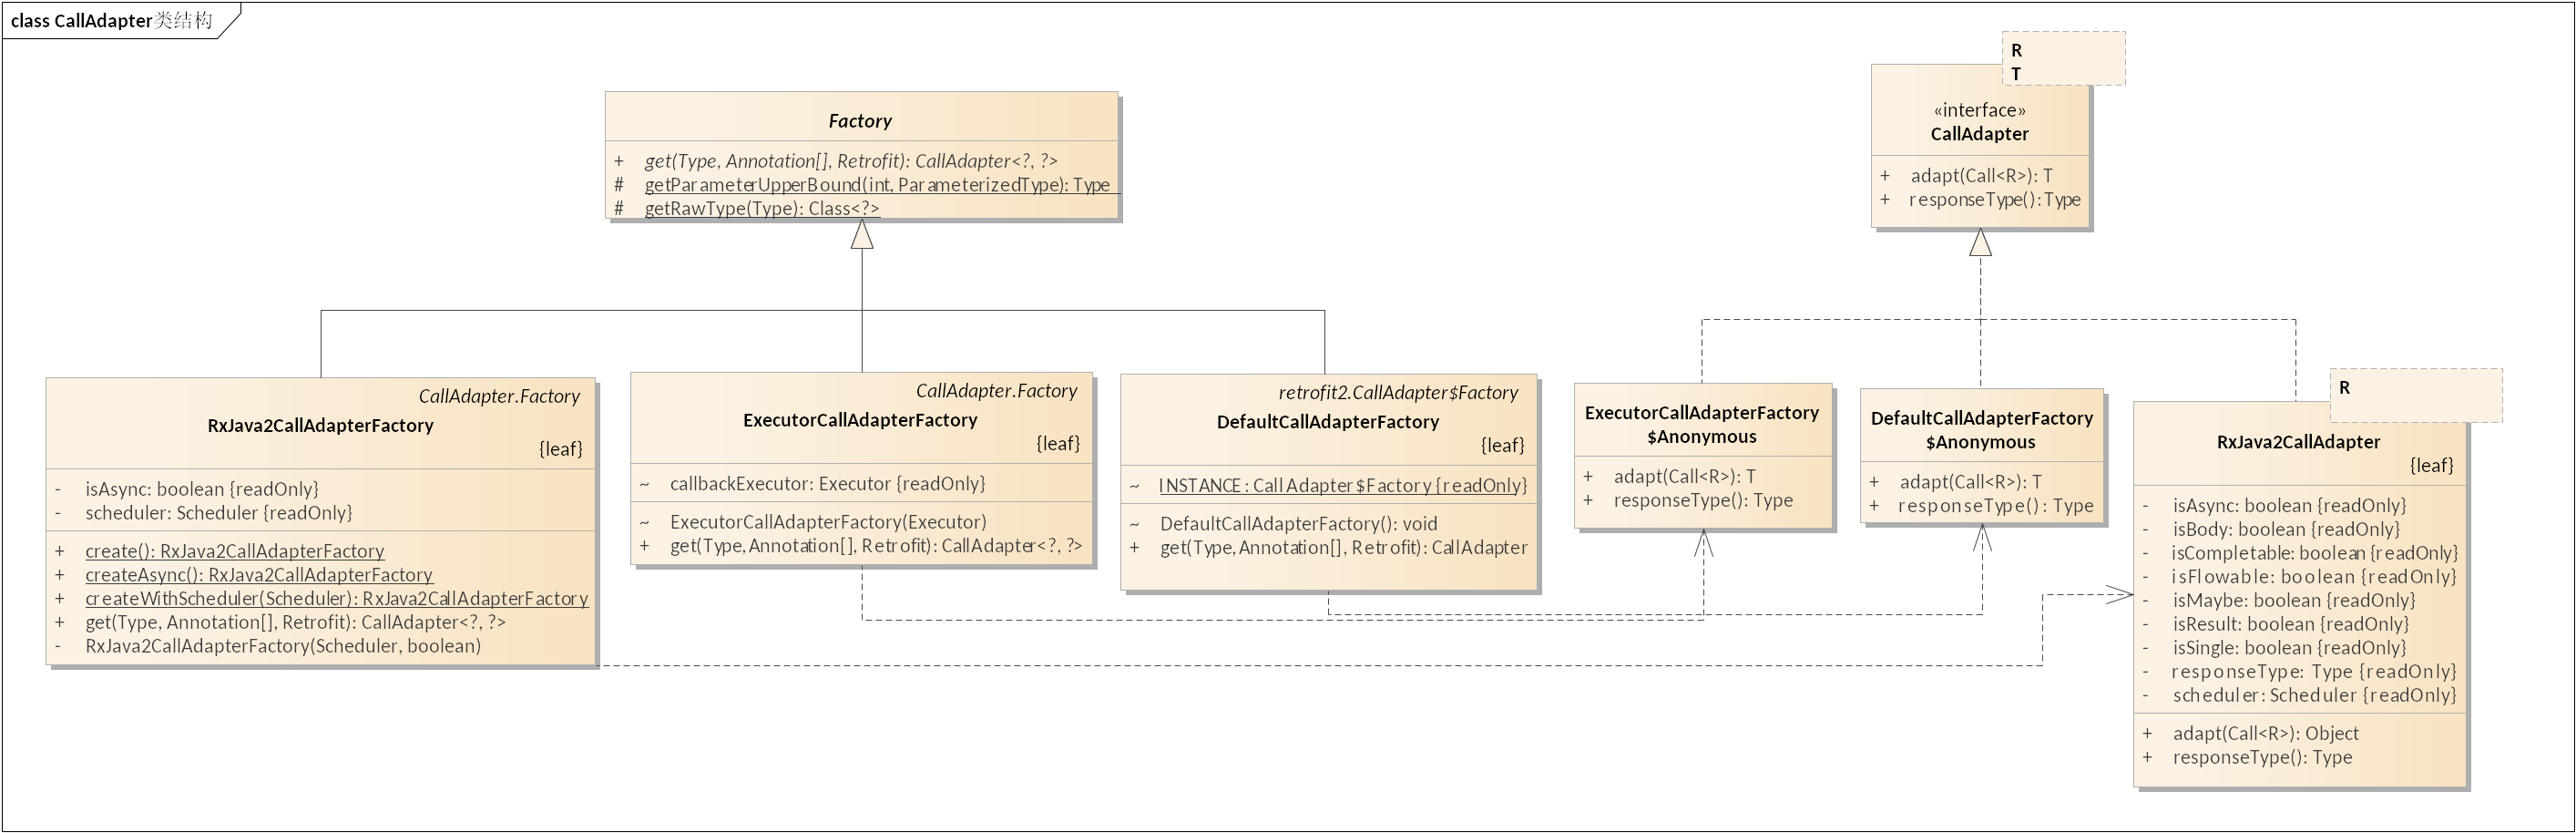 class CallAdapter类结构
Factory
+ get(Type, Annotation[], Retrofit): CallAdapter<?, ?>
# getParameterUpperBound(int, ParameterizedType): Type
# getRawType(Type): Class<?>
R
T
«interface»
CallAdapter
+ adapt(Call<R>): T
+ responseType(): Type
CallAdapter.Factory
RxJava2CallAdapterFactory
{leaf}
- isAsync: boolean {readOnly}
- scheduler: Scheduler {readOnly}
+ create(): RxJava2CallAdapterFactory
+ createAsync(): RxJava2CallAdapterFactory
+ createWithScheduler(Scheduler): RxJava2CallAdapterFactory
+ get(Type, Annotation[], Retrofit): CallAdapter<?, ?>
- RxJava2CallAdapterFactory(Scheduler, boolean)
CallAdapter.Factory
ExecutorCallAdapterFactory
{leaf}
~ callbackExecutor: Executor {readOnly}
~ ExecutorCallAdapterFactory(Executor)
+ get(Type, Annotation[], Retrofit): CallAdapter<?, ?>
retrofit2.CallAdapter$Factory
DefaultCallAdapterFactory
{leaf}
~ INSTANCE: CallAdapter$Factory {readOnly}
~ DefaultCallAdapterFactory(): void
+ get(Type, Annotation[], Retrofit): CallAdapter
ExecutorCallAdapterFactory
$Anonymous
+ adapt(Call<R>): T
+ responseType(): Type
DefaultCallAdapterFactory
$Anonymous
+ adapt(Call<R>): T
+ responseType(): Type
R
RxJava2CallAdapter
{leaf}
- isAsync: boolean {readOnly}
- isBody: boolean {readOnly}
- isCompletable: boolean {readOnly}
- isFlowable: boolean {readOnly}
- isMaybe: boolean {readOnly}
- isResult: boolean {readOnly}
- isSingle: boolean {readOnly}
- responseType: Type {readOnly}
- scheduler: Scheduler {readOnly}
+ adapt(Call<R>): Object
+ responseType(): Type